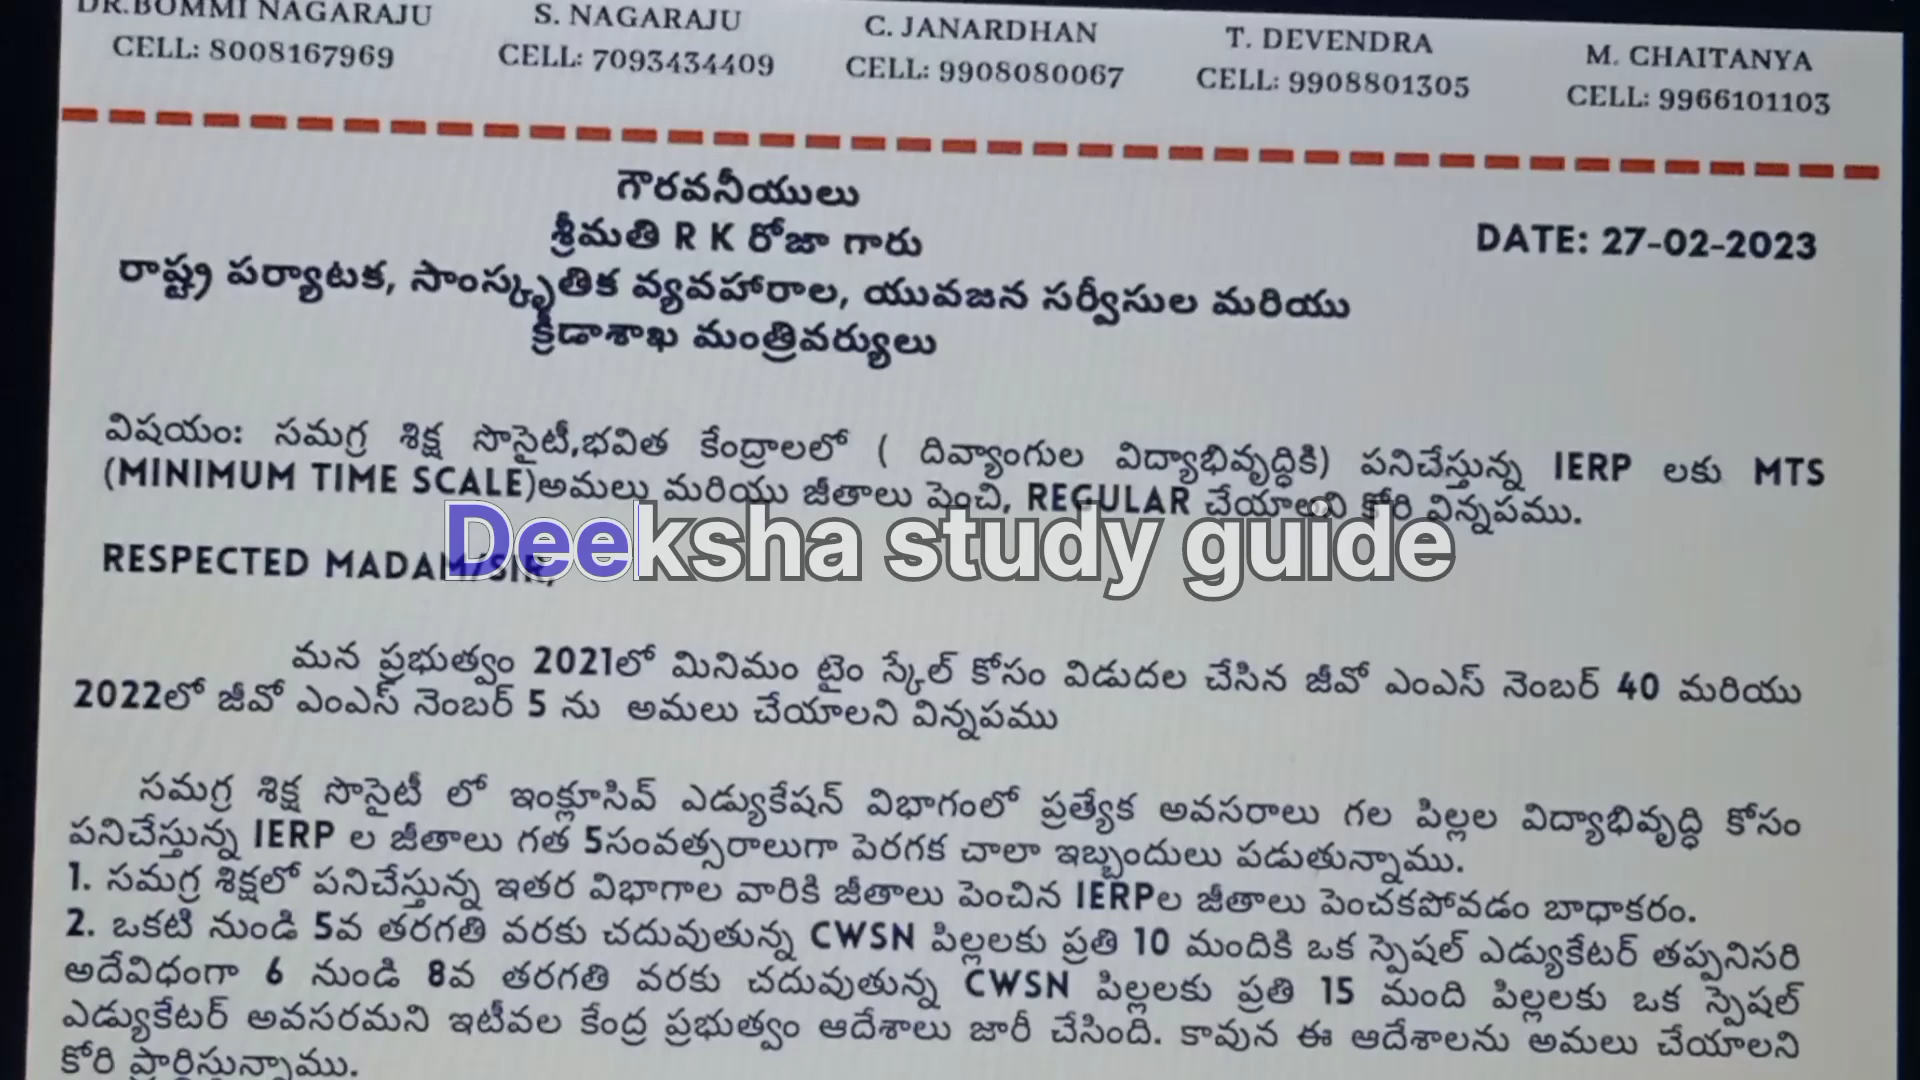 DR.BOMMI NAGARAJU S. NAGARAJU C. JANARDHAN T. DEVENDRA M. CHAITANYA
CELL: 8008167969 CELL: 7093434409 CELL: 9908080067 CELL: 9908801305 CELL: 9966101103
గౌరవనీయులు
శ్రీమతి R K రోజా గారు
DATE: 27-02-2023
రాష్ట్ర పర్యాటక, సాంస్కృతిక వ్యవహారాల, యువజన సర్వీసుల మరియు
క్రీడాశాఖ మంత్రివర్యులు
విషయం: సమగ్ర శిక్ష సొసైటీ,భవిత కేంద్రాలలో ( దివ్యాంగుల విద్యాభివృద్ధికి) పనిచేస్తున్న IERP లకు MTS
(MINIMUM TIME SCALE)అమలు మరియు జీతాలు పెంచి, REGULAR చేయాలని కోరి విన్నపము.
Deeksha study guide
RESPECTED MADAM/SIR,
మన ప్రభుత్వం 2021లో మినిమం టైం స్కేల్ కోసం విడుదల చేసిన జీవో ఎంఎస్ నెంబర్ 40 మరియు
2022లో జీవో ఎంఎస్ నెంబర్ 5 ను అమలు చేయాలని విన్నపము
సమగ్ర శిక్ష సొసైటీ లో ఇంక్లూసివ్ ఎడ్యుకేషన్ విభాగంలో ప్రత్యేక అవసరాలు గల పిల్లల విద్యాభివృద్ధి కోసం
పనిచేస్తున్న IERP ల జీతాలు గత 5సంవత్సరాలుగా పెరగక చాలా ఇబ్బందులు పడుతున్నాము.
1. సమగ్ర శిక్షలో పనిచేస్తున్న ఇతర విభాగాల వారికి జీతాలు పెంచిన IERPల జీతాలు పెంచకపోవడం బాధాకరం.
2. ఒకటి నుండి 5వ తరగతి వరకు చదువుతున్న CWSN పిల్లలకు ప్రతి 10 మందికి ఒక స్పెషల్ ఎడ్యుకేటర్ తప్పనిసరి
అదేవిధంగా 6 నుండి 8వ తరగతి వరకు చదువుతున్న CWSN పిల్లలకు ప్రతి 15 మంది పిల్లలకు ఒక స్పెషల్
ఎడ్యుకేటర్ అవసరమని ఇటీవల కేంద్ర ప్రభుత్వం ఆదేశాలు జారీ చేసింది. కావున ఈ ఆదేశాలను అమలు చేయాలని
కోరి ప్రార్థిస్తున్నాము.